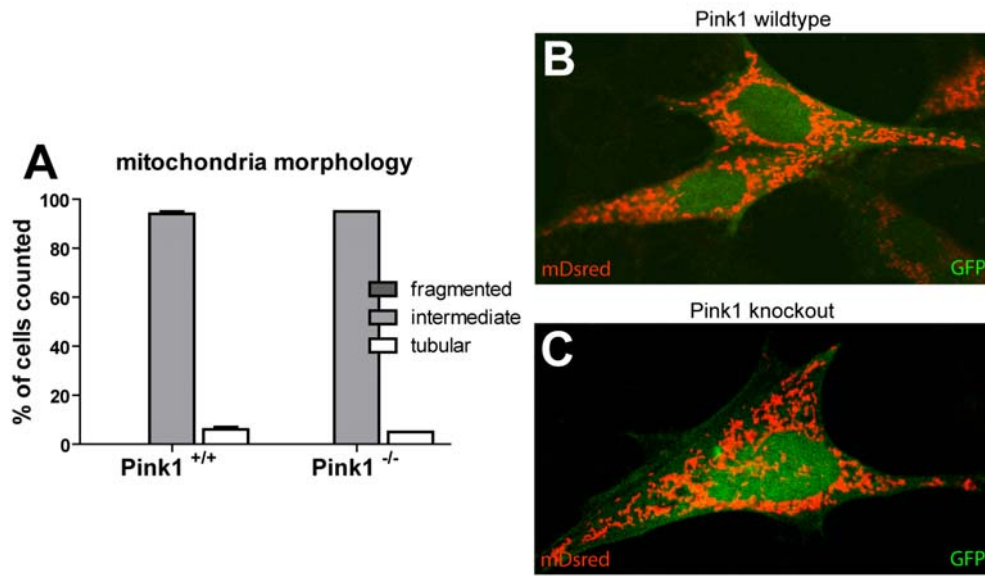 A
mitochondria morphology
% of cells counted
100
80
60
40
20
0
fragmented
intermediate
tubular
Pink1 +/+
Pink1 -/-
Pink1 wildtype
B
mDsred
GFP
Pink1 knockout
C
mDsred
GFP